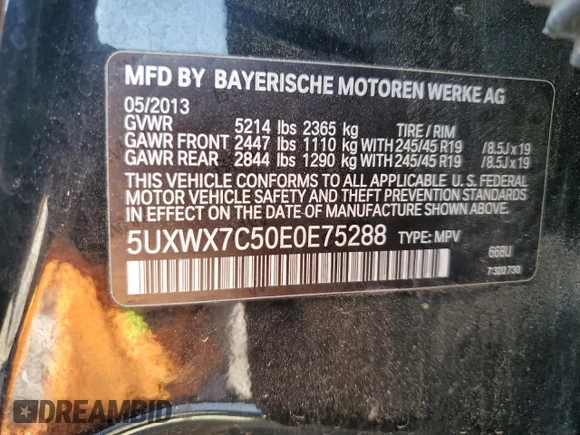 MFD BY BAYERISCHE MOTOREN WERKE AG
05/2013
GVWR 5214 lbs 2365 kg TIRE / RIM
GAWR FRONT 2447 lbs 1110 kg WITH 245/45 R19 /8.5J x 19
GAWR REAR 2844 lbs 1290 kg WITH 245/45 R19 /8.5J x 19
THIS VEHICLE CONFORMS TO ALL APPLICABLE U. S. FEDERAL
MOTOR VEHICLE SAFETY AND THEFT PREVENTION
STANDARDS IN EFFECT ON THE DATE OF MANUFACTURE SHOWN ABOVE.
5UXWX7C50E0E75288 TYPE: MPV
668U
7 320 730
DREAMBID